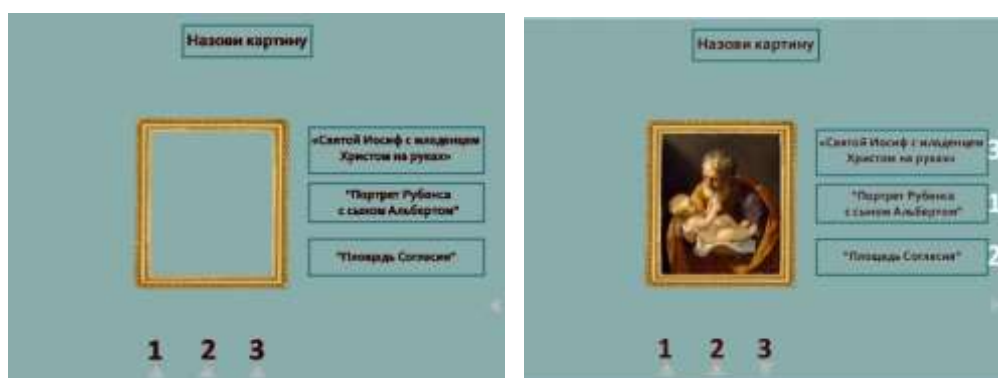 Назови картину
«Святой Иосиф с младенцем
Христом на руках»
"Портрет Рубенса
с сыном Альбертом"
"Площадь Согласия"
1 2 3
Назови картину
«Святой Иосиф с младенцем
Христом на руках»
3
"Портрет Рубенса
с сыном Альбертом"
1
"Площадь Согласия"
2
1 2 3